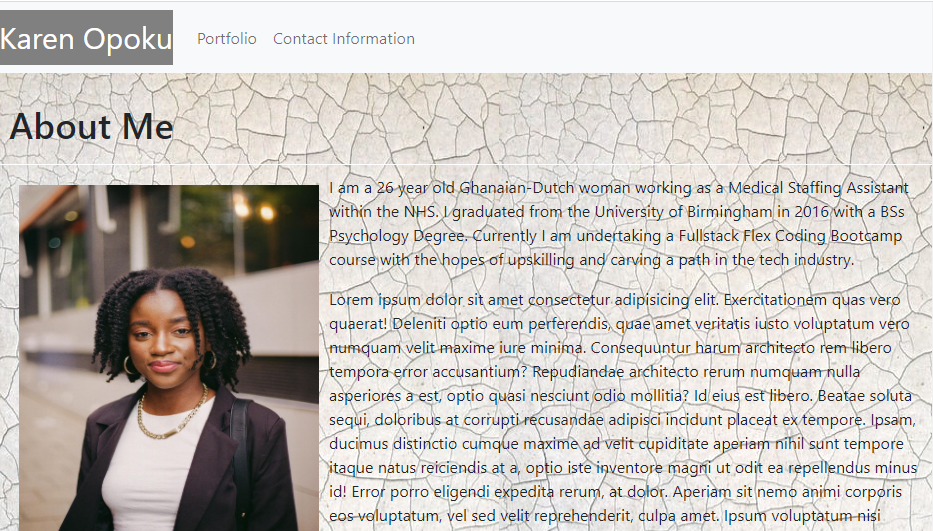 Karen Opoku
Portfolio
Contact Information
About Me
I am a 26 year old Ghanaian-Dutch woman working as a Medical Staffing Assistant
within the NHS. I graduated from the University of Birmingham in 2016 with a BSs
Psychology Degree. Currently I am undertaking a Fullstack Flex Coding Bootcamp
course with the hopes of upskilling and carving a path in the tech industry.
Lorem ipsum dolor sit amet consectetur adipisicing elit. Exercitationem quas vero
quaerat! Deleniti optio eum perferendis, quae amet veritatis iusto voluptatum vero
numquam velit maxime iure minima. Consequuntur harum architecto rem libero
tempora error accusantium? Repudiandae architecto rerum numquam nulla
asperiores a est, optio quasi nesciunt odio mollitia? Id eius est libero. Beatae soluta
sequi, doloribus at corrupti recusandae adipisci incidunt placeat ex tempore. Ipsam,
ducimus distinctio cumque maxime ad velit cupiditate aperiam nihil sunt tempore
itaque natus reiciendis at a, optio iste inventore magni ut odit ea repellendus minus
id! Error porro eligendi expedita rerum, at dolor. Aperiam sit nemo animi corporis
eos voluptatum, vel sed velit reprehenderit, culpa amet. Ipsum voluptatum nisi